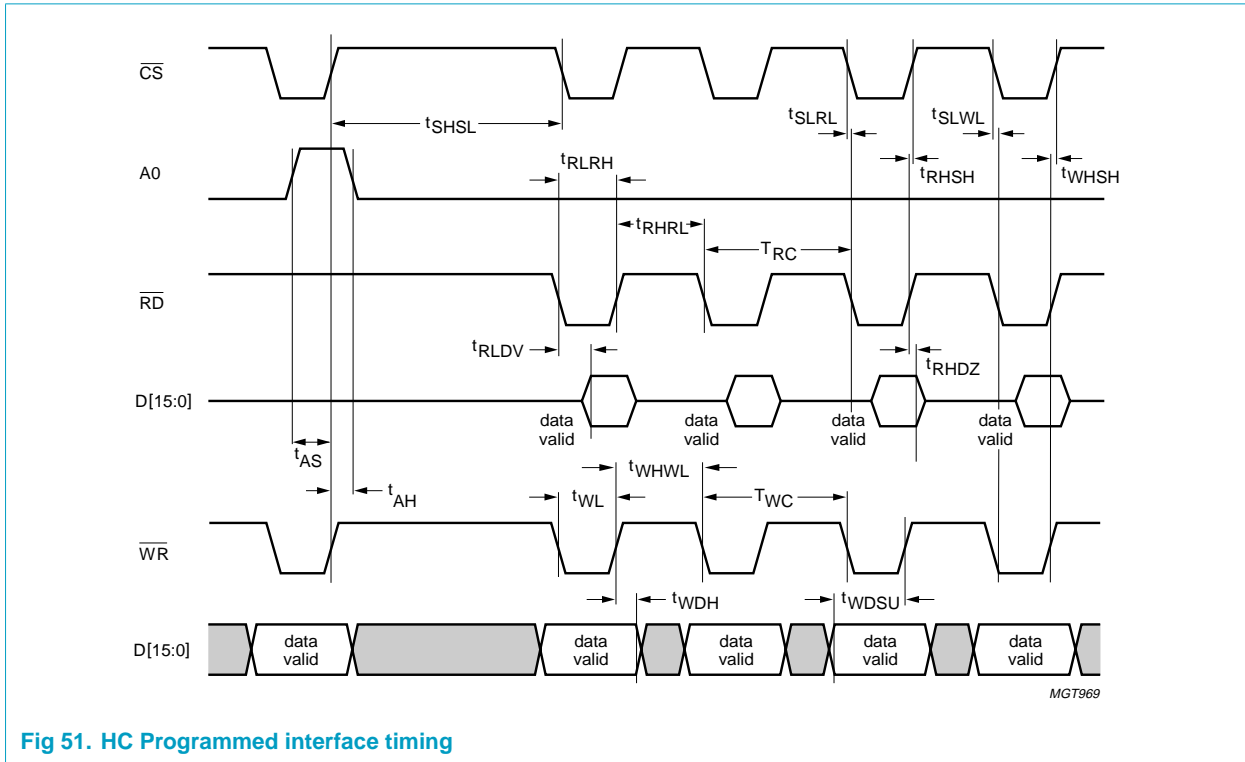 CS
tSHSL
tSLRL
tSLWL
A0
tRLRH
tRHSH
tWHSH
tRHRL
TRC
RD
tRLDV
tRHDZ
D[15:0]
data valid
data valid
data valid
data valid
tAS
tAH
tWHWL
tWL
TWC
WR
tWDH
tWDSU
D[15:0]
data valid
data valid
data valid
data valid
data valid
MGT969
Fig 51. HC Programmed interface timing